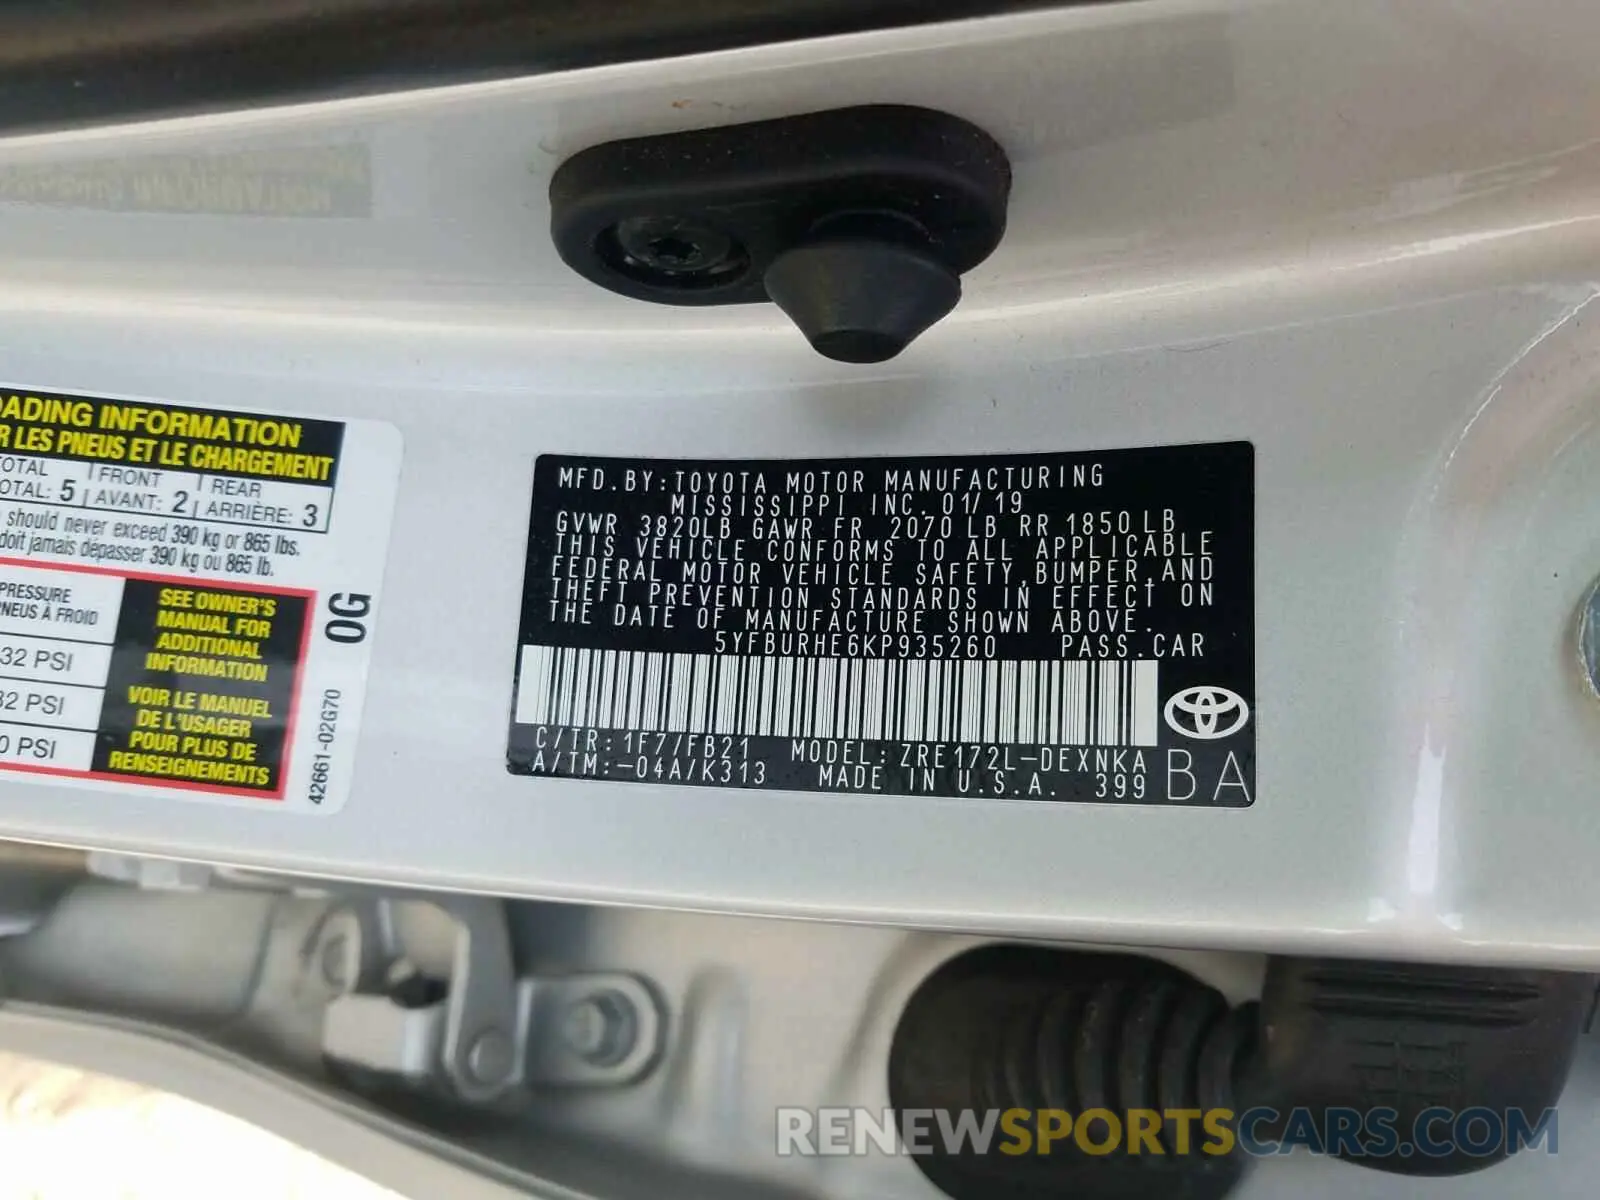 ADING INFORMATION
R LES PNEUS ET LE CHARGEMENT
OTAL FRONT REAR
OTAL: 5 AVANT: 2 ARRIÈRE: 3
should never exceed 390 kg or 865 lbs.
doit jamais dépasser 390 kg ou 865 lb.
PRESSURE
NEUS À FROID
32 PSI
32 PSI
0 PSI
SEE OWNER'S
MANUAL FOR
ADDITIONAL
INFORMATION
VOIR LE MANUEL
DE L'USAGER
POUR PLUS DE
RENSEIGNEMENTS
0G
42661-02G70
MFD.BY:TOYOTA MOTOR MANUFACTURING
MISSISSIPPI INC.01/19
GVWR 3820LB GAWR FR 2070LB RR 1850LB
THIS VEHICLE CONFORMS TO ALL APPLICABLE
FEDERAL MOTOR VEHICLE SAFETY,BUMPER,AND
THEFT PREVENTION STANDARDS IN EFFECT ON
THE DATE OF MANUFACTURE SHOWN ABOVE.
5YFBURHE6KP935260 PASS.CAR
C/TR:1F7/FB21 MODEL:ZRE172L-DEXNKA
A/TM:-04A/K313 MADE IN U.S.A. 399
BA
RENEWSPORTSCARS.COM